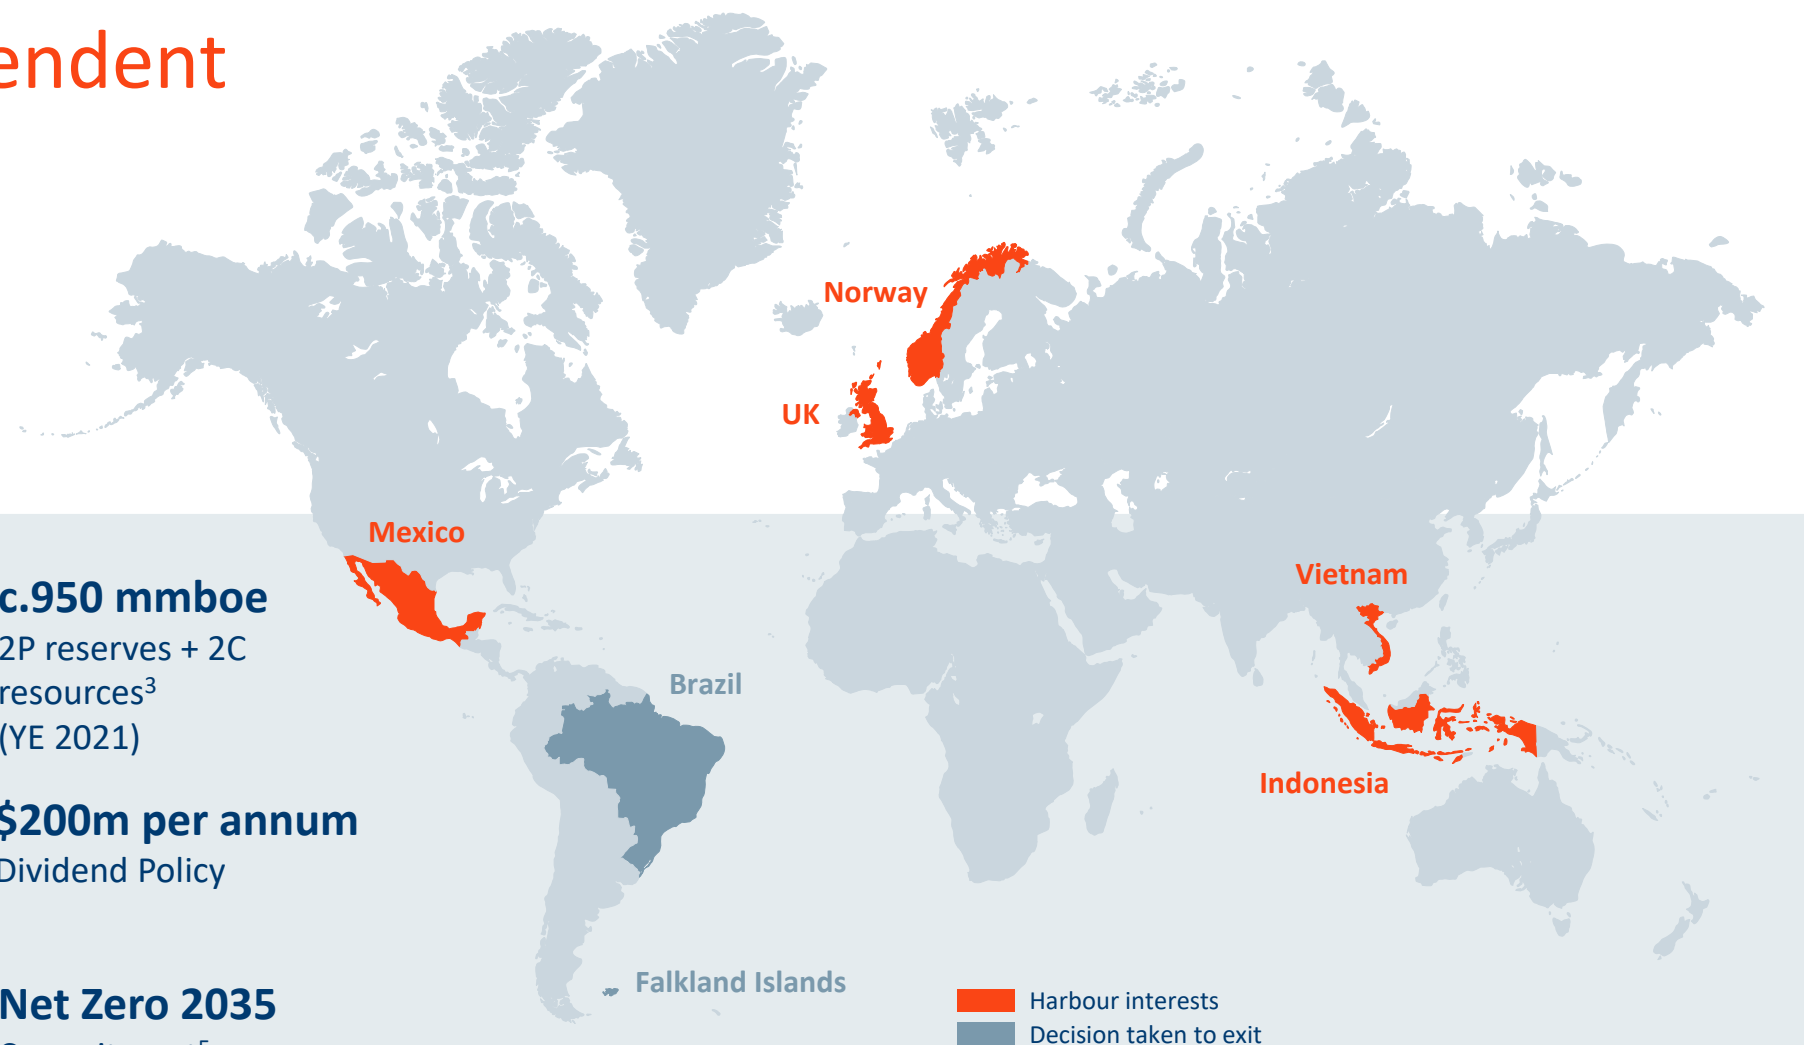 endent
Norway
UK
Mexico
Vietnam
Brazil
Indonesia
Falkland Islands
c.950 mmboe
2P reserves + 2C
resources³
(YE 2021)
$200m per annum
Dividend Policy
Net Zero 2035
Harbour interests
Decision taken to exit